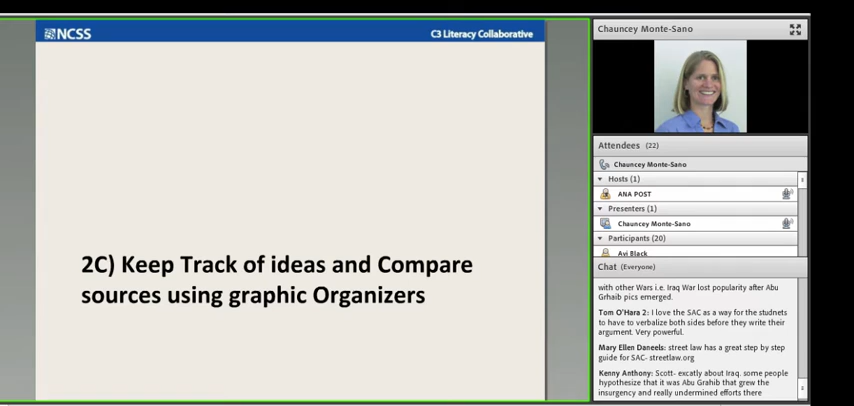 NCSS
C3 Literacy Collaborative
2C) Keep Track of ideas and Compare
sources using graphic Organizers
Chauncey Monte-Sano
Attendees (22)
Chauncey Monte-Sano
Hosts (1)
ANA POST
Presenters (1)
Chauncey Monte-Sano
Participants (20)
Avi Black
Chat (Everyone)
with other Wars i.e. Iraq War lost popularity after Abu
Grhaib pics emerged.
Tom O'Hara 2: I love the SAC as a way for the studnets
to have to verbalize both sides before they write their
argument. Very powerful.
Mary Ellen Daneels: street law has a great step by step
guide for SAC- streetlaw.org
Kenny Anthony: Scott- excatly about Iraq. some people
hypothesize that it was Abu Grahib that grew the
insurgency and really undermined efforts there